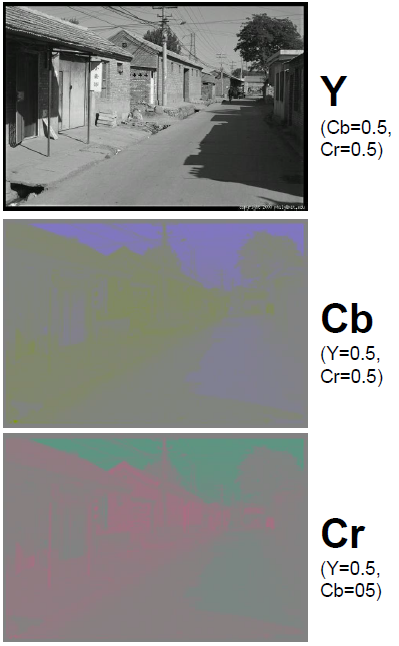 Y
(Cb=0.5,
Cr=0.5)
Cb
(Y=0.5,
Cr=0.5)
Cr
(Y=0.5,
Cb=05)